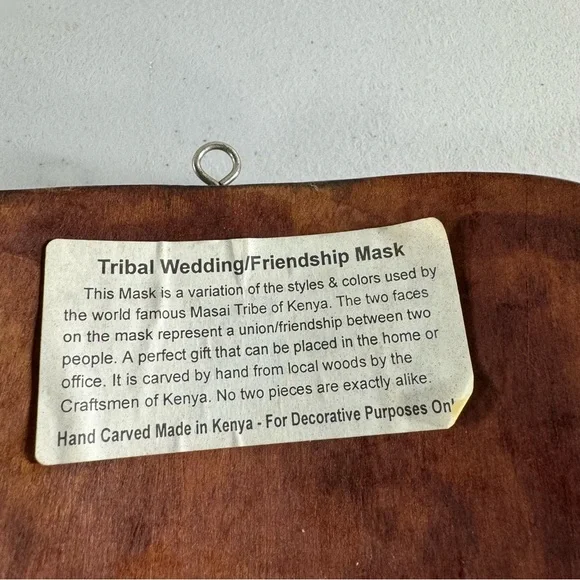 Tribal Wedding/Friendship Mask
This Mask is a variation of the styles & colors used by
the world famous Masai Tribe of Kenya. The two faces
on the mask represent a union/friendship between two
people. A perfect gift that can be placed in the home or
office. It is carved by hand from local woods by the
Craftsmen of Kenya. No two pieces are exactly alike.
Hand Carved Made in Kenya - For Decorative Purposes